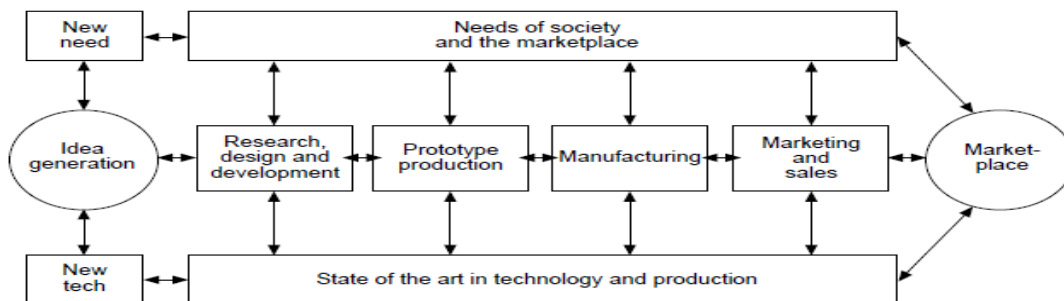 New
need
Needs of society
and the marketplace
Idea
generation
Research,
design and
development
Prototype
production
Manufacturing
Marketing
and
sales
Market-
place
New
tech
State of the art in technology and production